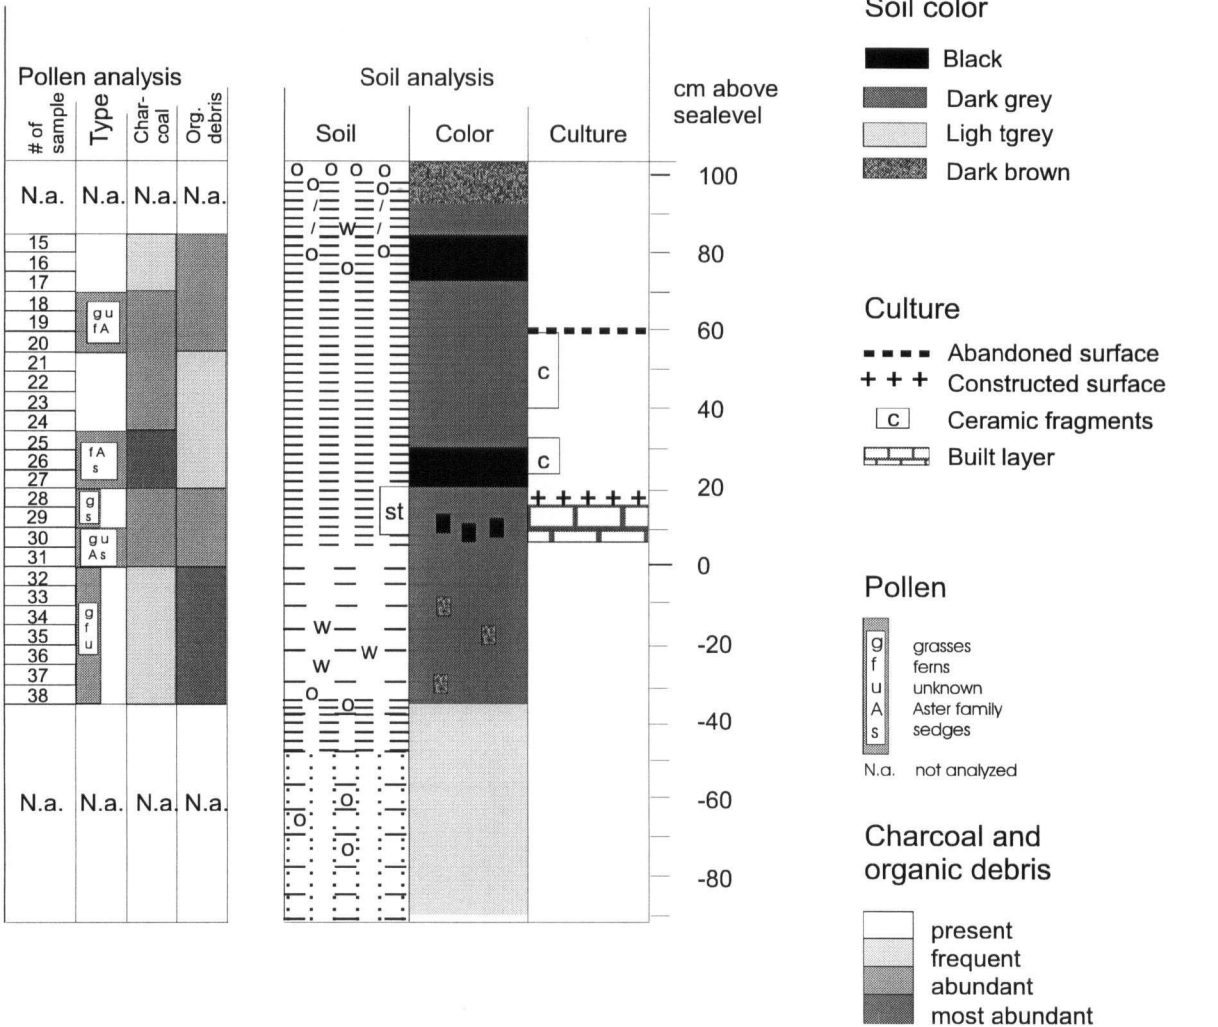 Pollen analysis
# of sample
Type
Char-
coal
Org.
debris
N.a. N.a. N.a. N.a.
15
16
17
18
19
20
21
22
23
24
25
26
27
28
29
30
31
32
33
34
35
36
37
38
g u
f A
f A
s
g
s
g u
A s
g
f
u
N.a. N.a. N.a. N.a.
Soil analysis
Soil
Color
Culture
o o o o
o o
/ /
/ w /
o o
o
st
w
w
w
o
o
o
o
o
c
c
cm above
sealevel
100
80
60
40
20
0
-20
-40
-60
-80
Soil color
Black
Dark grey
Ligh tgrey
Dark brown
Culture
Abandoned surface
+ + + Constructed surface
c Ceramic fragments
Built layer
Pollen
g grasses
f ferns
u unknown
A Aster family
s sedges
N.a. not analyzed
Charcoal and
organic debris
present
frequent
abundant
most abundant